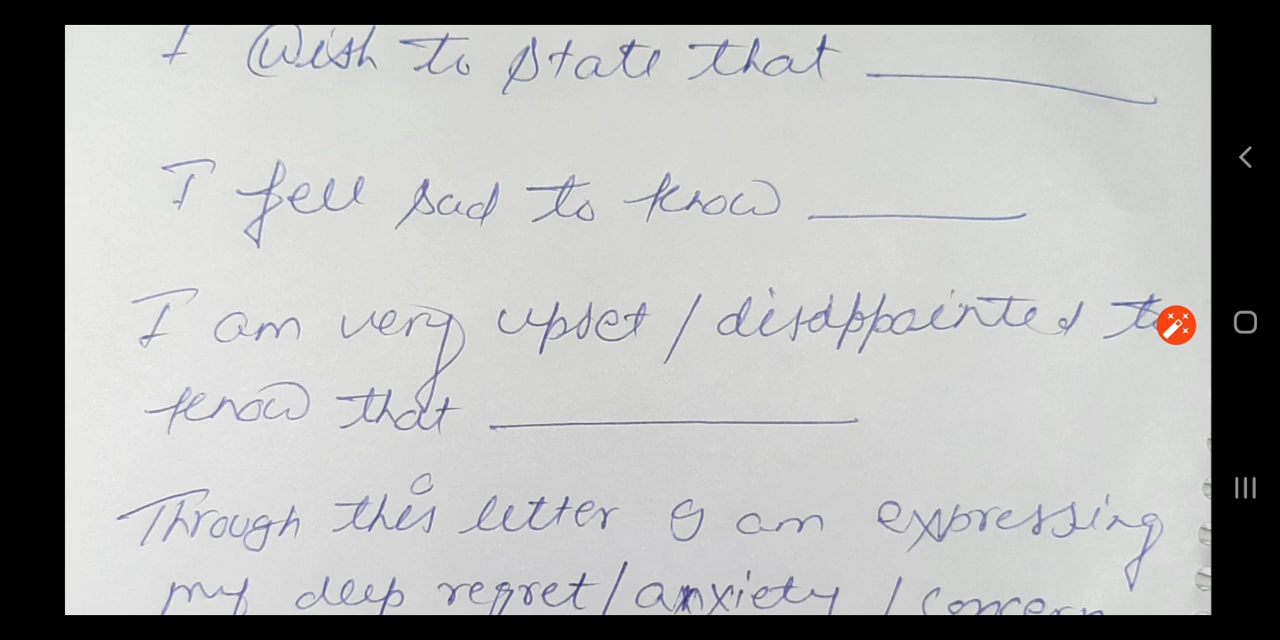 I wish to state that
I fell sad to know
I am very upset / disappointed to
know that
Through this letter I am expressing
my deep regret / anxiety / concern